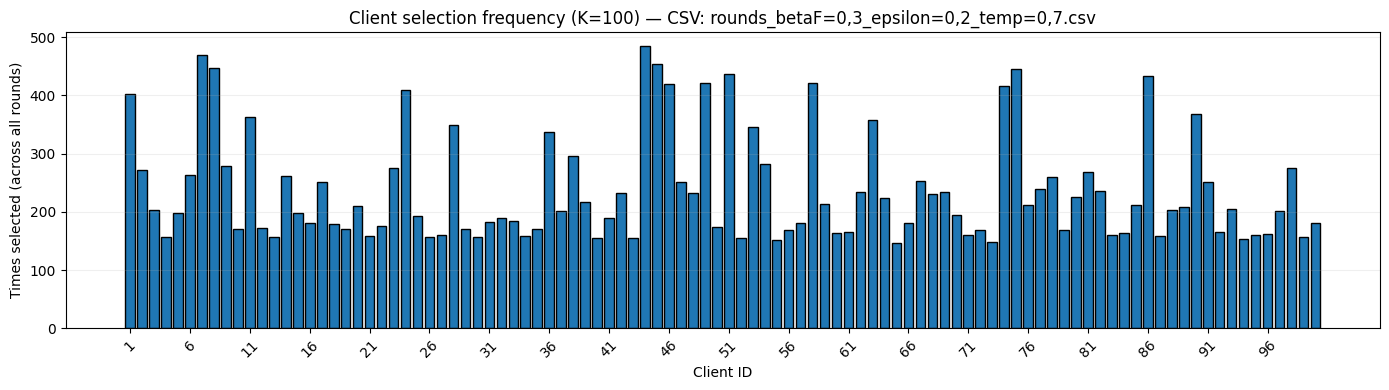 Client selection frequency (K=100) — CSV: rounds_betaF=0,3_epsilon=0,2_temp=0,7.csv
Times selected (across all rounds)
500
400
300
200
100
0
1 6 11 16 21 26 31 36 41 46 51 56 61 66 71 76 81 86 91 96
Client ID